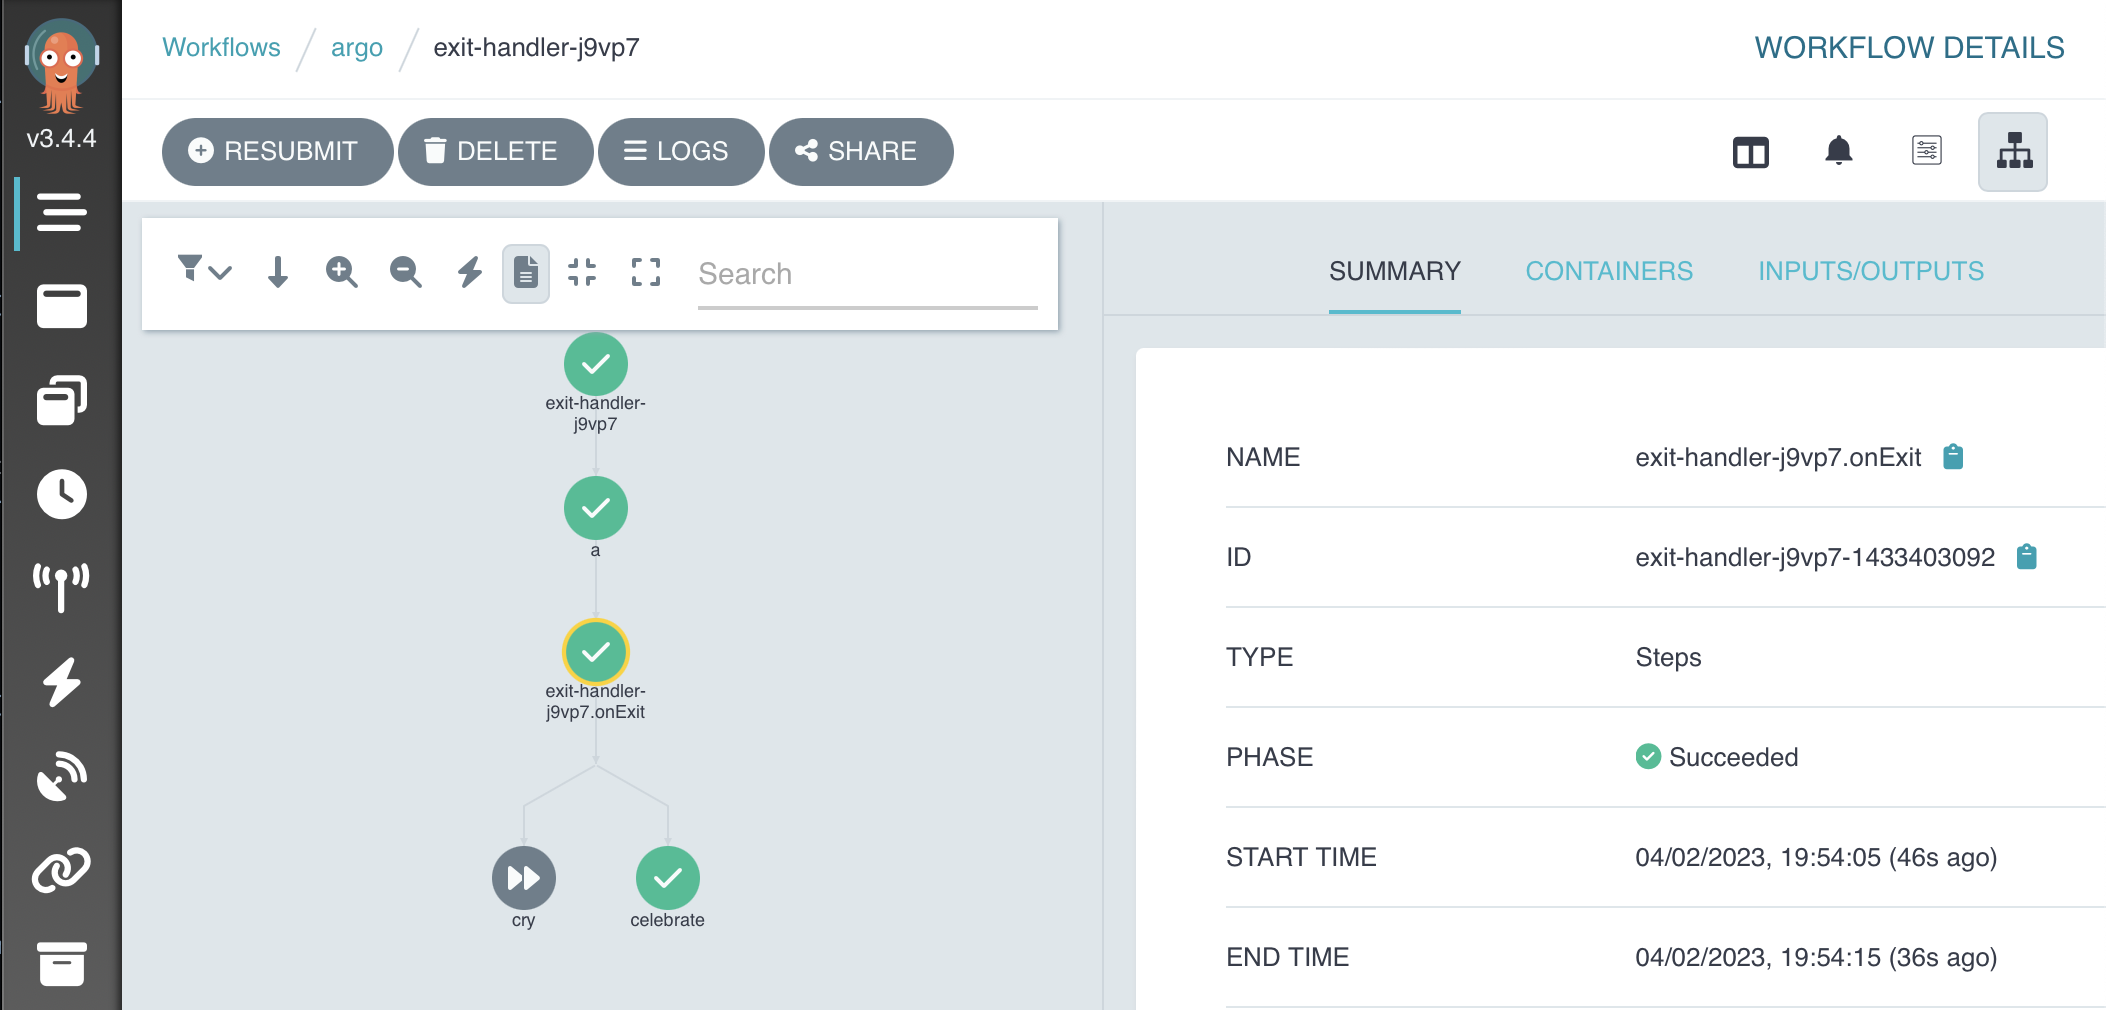 Workflows / argo / exit-handler-j9vp7
WORKFLOW DETAILS
v3.4.4
RESUBMIT DELETE LOGS SHARE
Search
exit-handler-
j9vp7
a
exit-handler-
j9vp7.onExit
cry
celebrate
SUMMARY CONTAINERS INPUTS/OUTPUTS
NAME exit-handler-j9vp7.onExit
ID exit-handler-j9vp7-1433403092
TYPE Steps
PHASE Succeeded
START TIME 04/02/2023, 19:54:05 (46s ago)
END TIME 04/02/2023, 19:54:15 (36s ago)